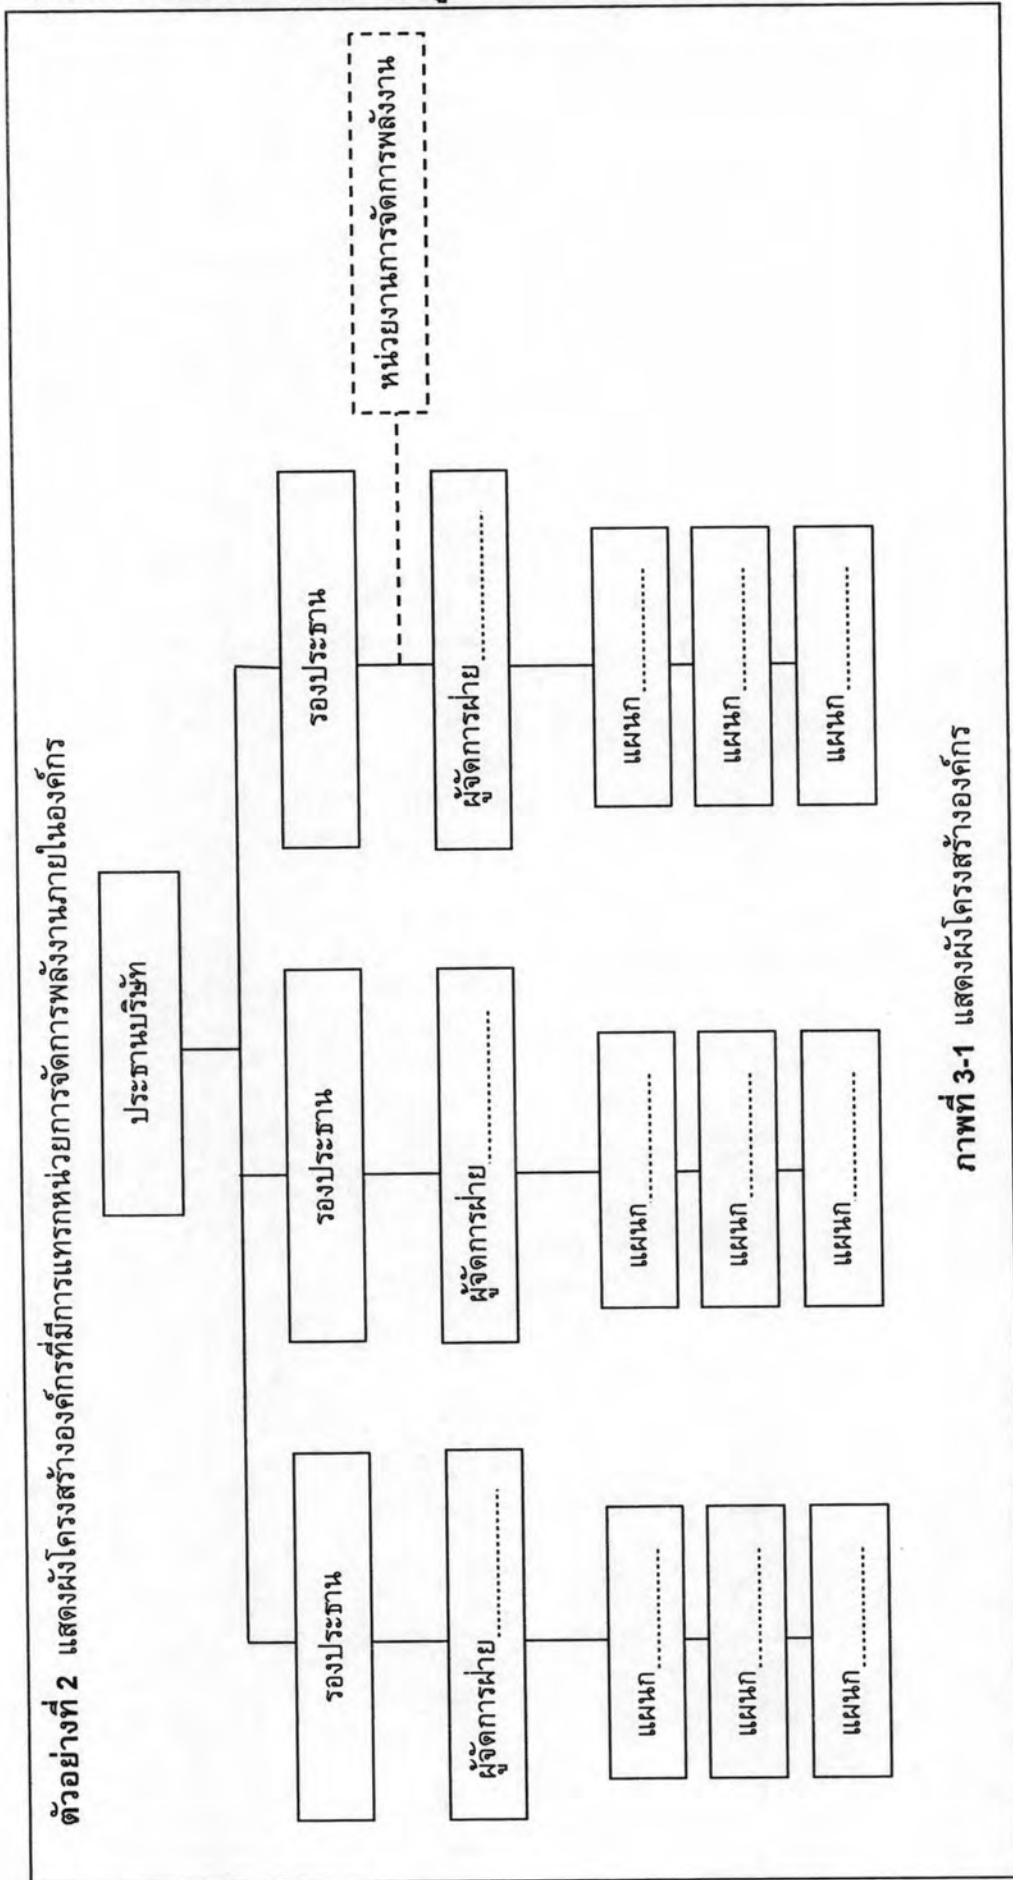 ตัวอย่างที่ 2 แสดงผังโครงสร้างองค์กรที่มีการแทรกหน่วยการจัดการพลังงานภายในองค์กร
ประธานบริษัท
รองประธาน
รองประธาน
รองประธาน
หน่วยงานการจัดการพลังงาน
ผู้จัดการฝ่าย....................
ผู้จัดการฝ่าย....................
ผู้จัดการฝ่าย....................
แผนก....................
แผนก....................
แผนก....................
แผนก....................
แผนก....................
แผนก....................
แผนก....................
แผนก....................
แผนก....................
ภาพที่ 3-1 แสดงผังโครงสร้างองค์กร